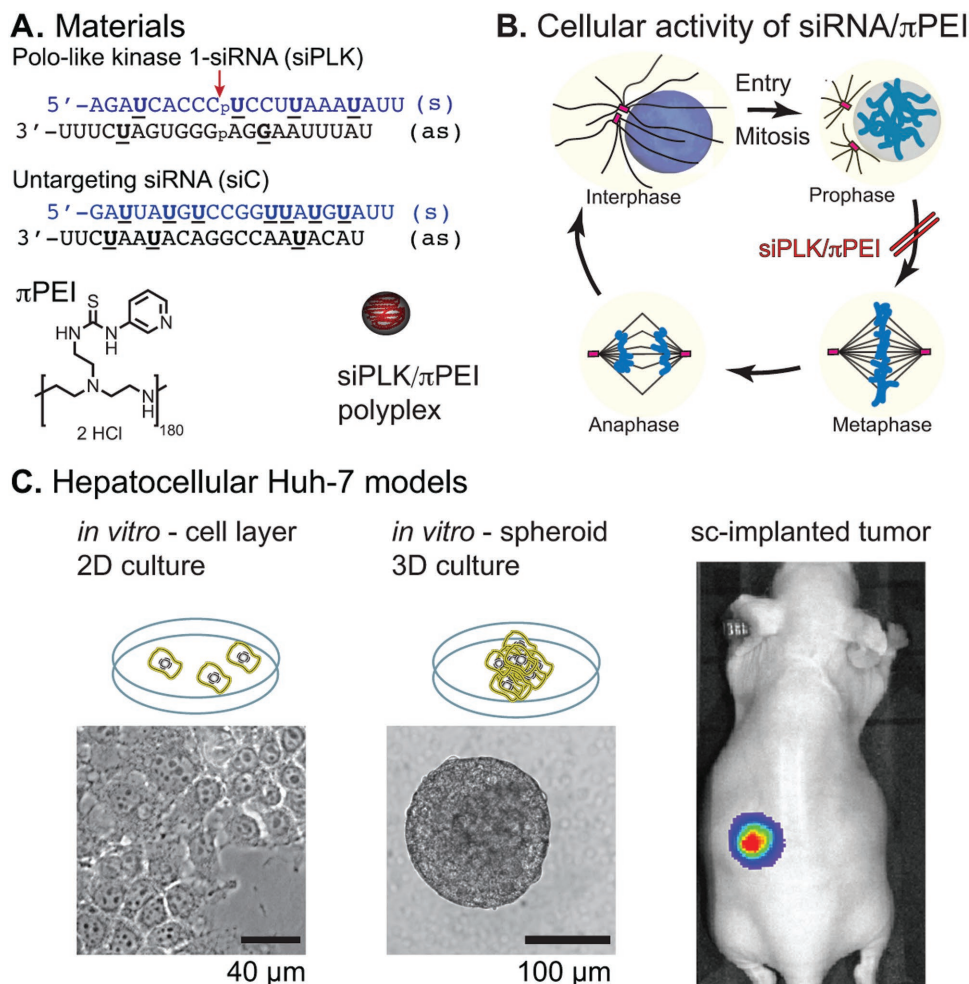 A. Materials
Polo-like kinase 1-siRNA (siPLK)
5′-AGAUCACCCpUCCUUAAAUAUU (s)
3′-UUUCUAGUGGGpAGGAAUUUAU (as)
Untargeting siRNA (siC)
5′-GAUUAUGUCCGGUUAUGUAUU (s)
3′-UUCUAAUACAGGCCAAUACAU (as)
πPEI
S
N
NH
N
H
N
N
H
2 HCl
180
siPLK/πPEI
polyplex
B. Cellular activity of siRNA/πPEI
Entry
Mitosis
Interphase
Prophase
siPLK/πPEI
Anaphase
Metaphase
C. Hepatocellular Huh-7 models
in vitro - cell layer
2D culture
in vitro - spheroid
3D culture
sc-implanted tumor
40 µm
100 µm